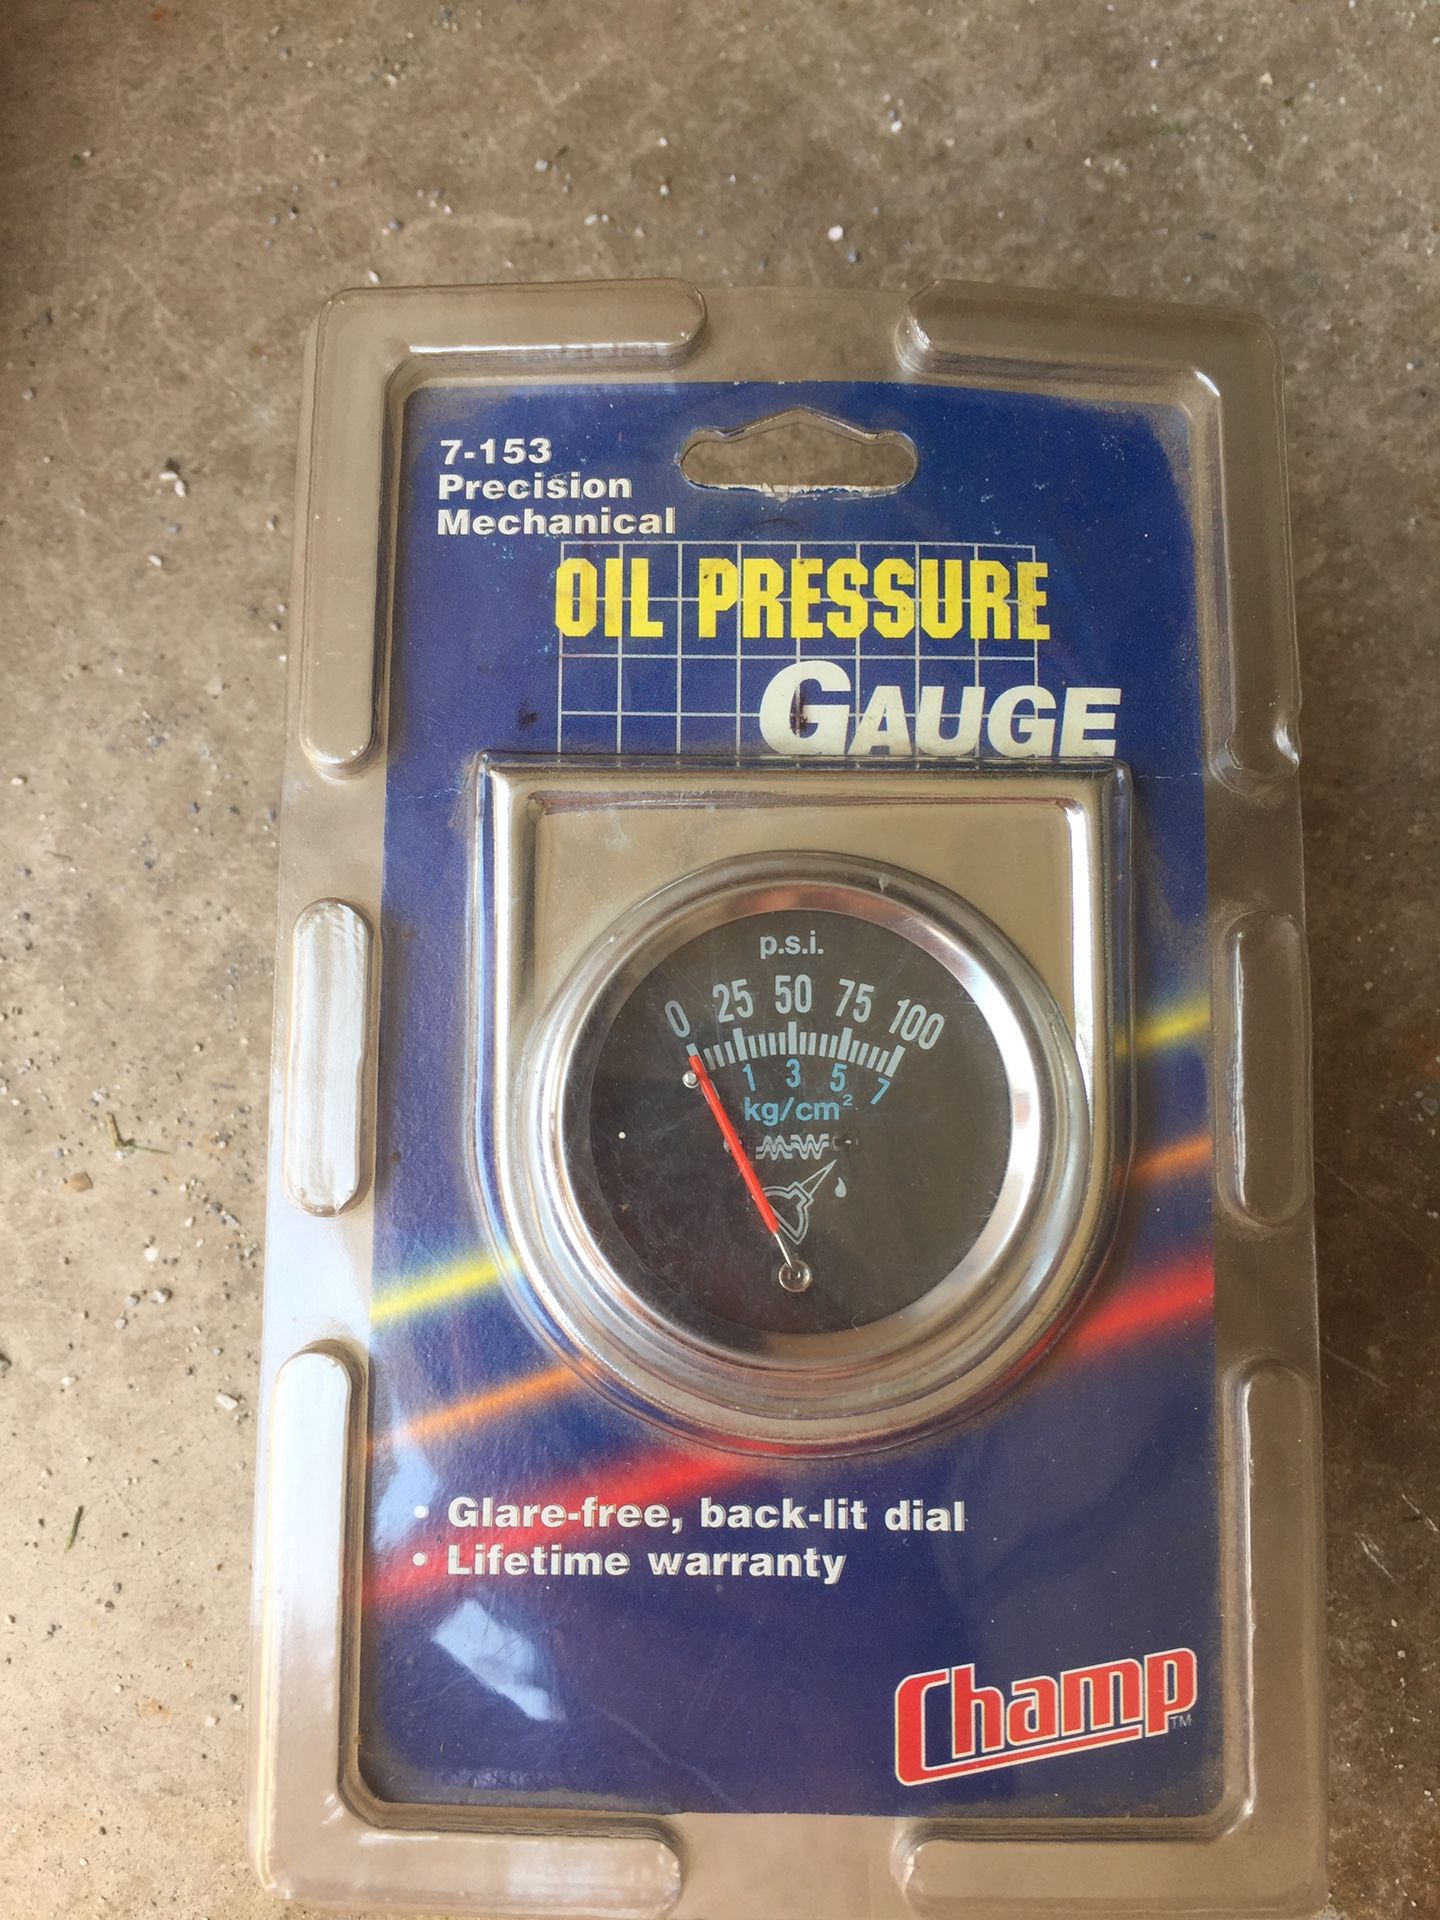 7-153
Precision
Mechanical
OIL PRESSURE
GAUGE
p.s.i.
0 25 50 75 100
1 3 5 7
kg/cm²
• Glare-free, back-lit dial
• Lifetime warranty
Champ™